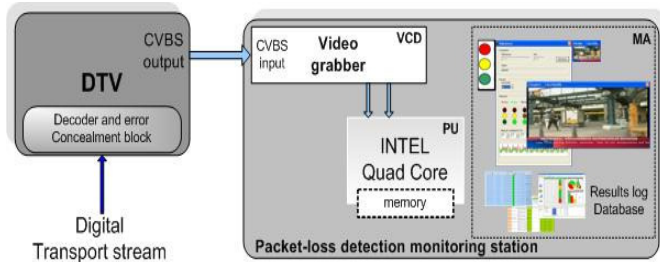 CVBS
output
DTV
Decoder and error
Concealment block
Digital
Transport stream
CVBS
input
Video
grabber
VCD
PU
INTEL
Quad Core
memory
MA
Results log
Database
Packet-loss detection monitoring station